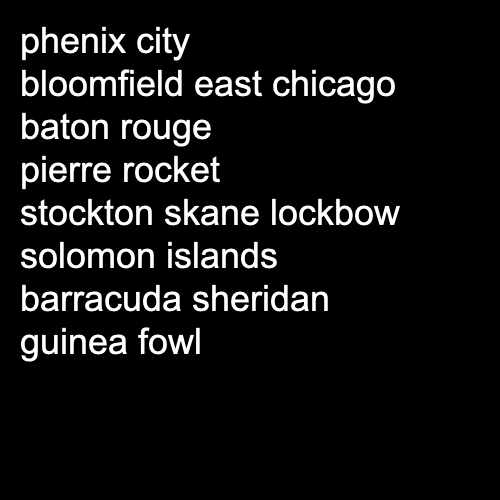 phenix city
bloomfield east chicago
baton rouge
pierre rocket
stockton skane lockbow
solomon islands
barracuda sheridan
guinea fowl